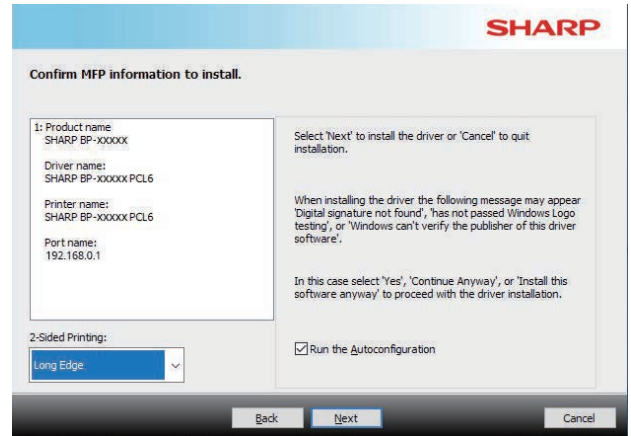 SHARP
Confirm MFP information to install.
1: Product name
SHARP BP-XXXXX
Driver name:
SHARP BP-XXXXX PCL6
Printer name:
SHARP BP-XXXXX PCL6
Port name:
192.168.0.1
2-Sided Printing:
Long Edge
Select 'Next' to install the driver or 'Cancel' to quit
installation.
When installing the driver the following message may appear
'Digital signature not found', 'has not passed Windows Logo
testing', or 'Windows can't verify the publisher of this driver
software'.
In this case select 'Yes', 'Continue Anyway', or 'Install this
software anyway' to proceed with the driver installation.
Run the Autoconfiguration
Back
Next
Cancel